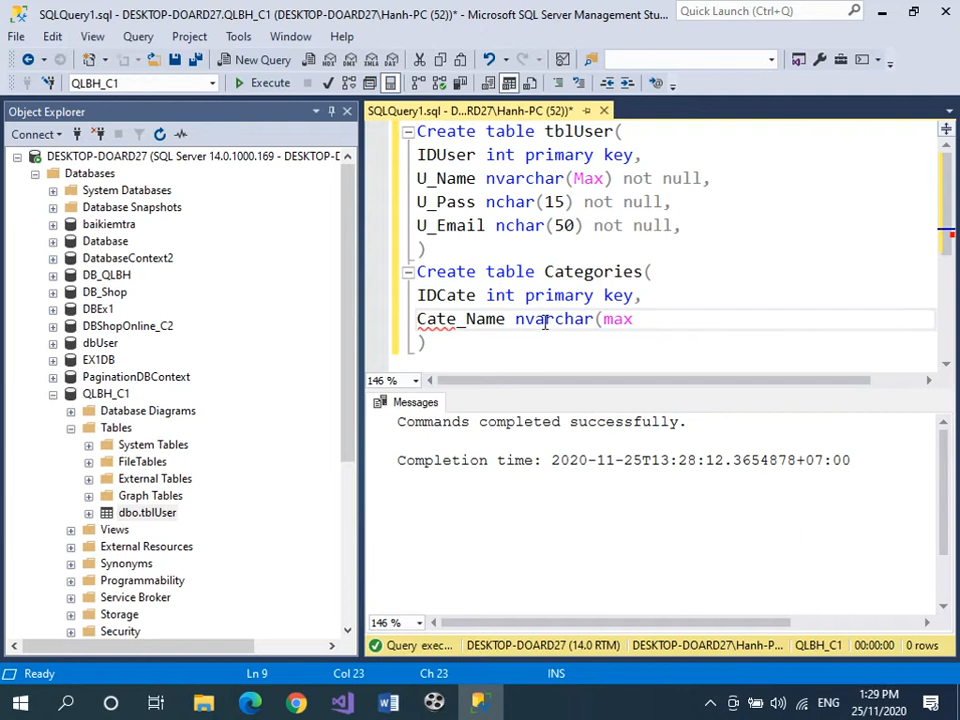 SQLQuery1.sql - DESKTOP-DOARD27.QLBH_C1 (DESKTOP-DOARD27\Hanh-PC (52))* - Microsoft SQL Server Management Stu...
Quick Launch (Ctrl+Q)
File Edit View Query Project Tools Window Help
New Query
MDX DMX XMLA DAX
QLBH_C1
Execute
Object Explorer
Connect
DESKTOP-DOARD27 (SQL Server 14.0.1000.169 - DESKTOP-D
Databases
System Databases
Database Snapshots
baikiemtra
Database
DatabaseContext2
DB_QLBH
DB_Shop
DBEx1
DBShopOnline_C2
dbUser
EX1DB
PaginationDBContext
QLBH_C1
Database Diagrams
Tables
System Tables
FileTables
External Tables
Graph Tables
dbo.tblUser
Views
External Resources
Synonyms
Programmability
Service Broker
Storage
Security
SQLQuery1.sql - D...RD27\Hanh-PC (52))*
Create table tblUser(
IDUser int primary key,
U_Name nvarchar(Max) not null,
U_Pass nchar(15) not null,
U_Email nchar(50) not null,
)
Create table Categories(
IDCate int primary key,
Cate_Name nvarchar(max
)
146 %
Messages
Commands completed successfully.
Completion time: 2020-11-25T13:28:12.3654878+07:00
146 %
Query exec... DESKTOP-DOARD27 (14.0 RTM) DESKTOP-DOARD27\Hanh-P... QLBH_C1 00:00:00 0 rows
Ready Ln 9 Col 23 Ch 23 INS
ENG
1:29 PM
25/11/2020